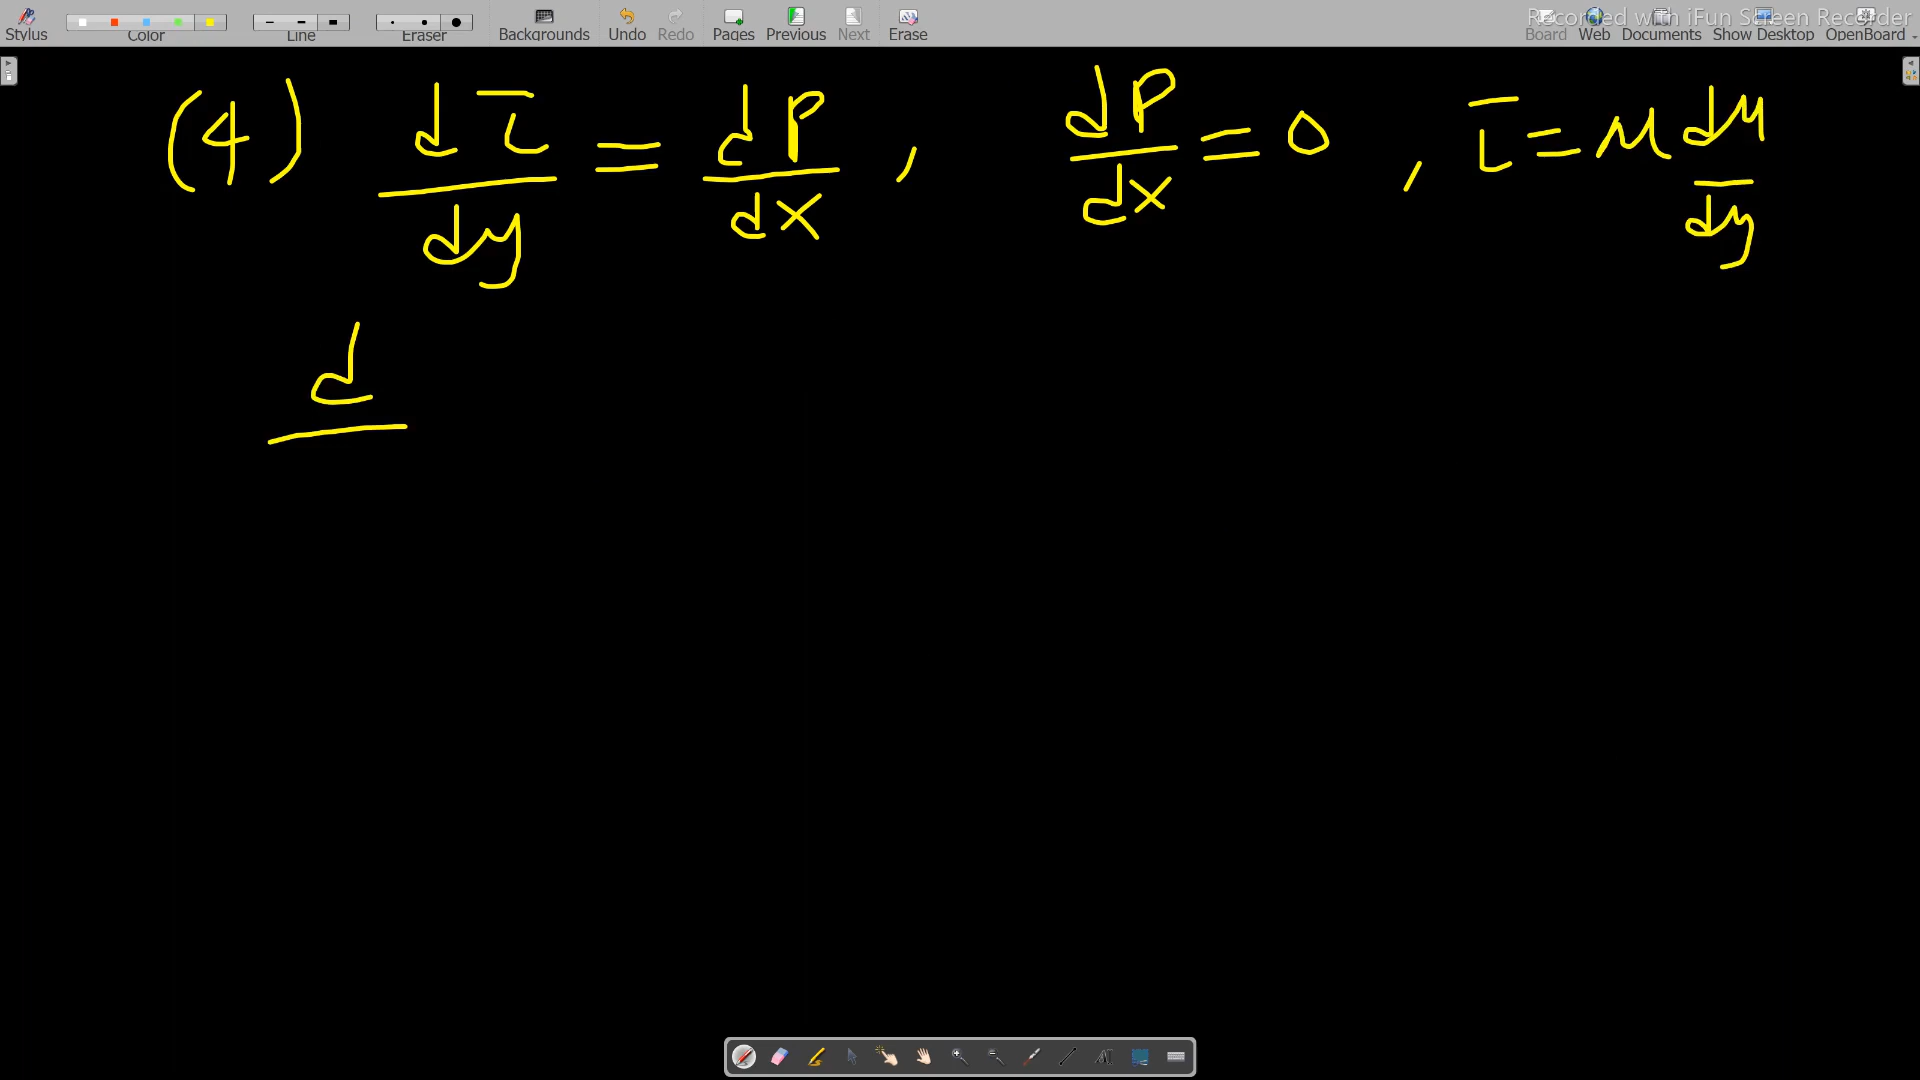 Recorded with iFun Screen Recorder
Stylus Color Line Eraser Backgrounds Undo Redo Pages Previous Next Erase Board Web Documents Show Desktop OpenBoard
(4) dτ/dy = dP/dx , dP/dx = 0 , τ = μ du/dy
d